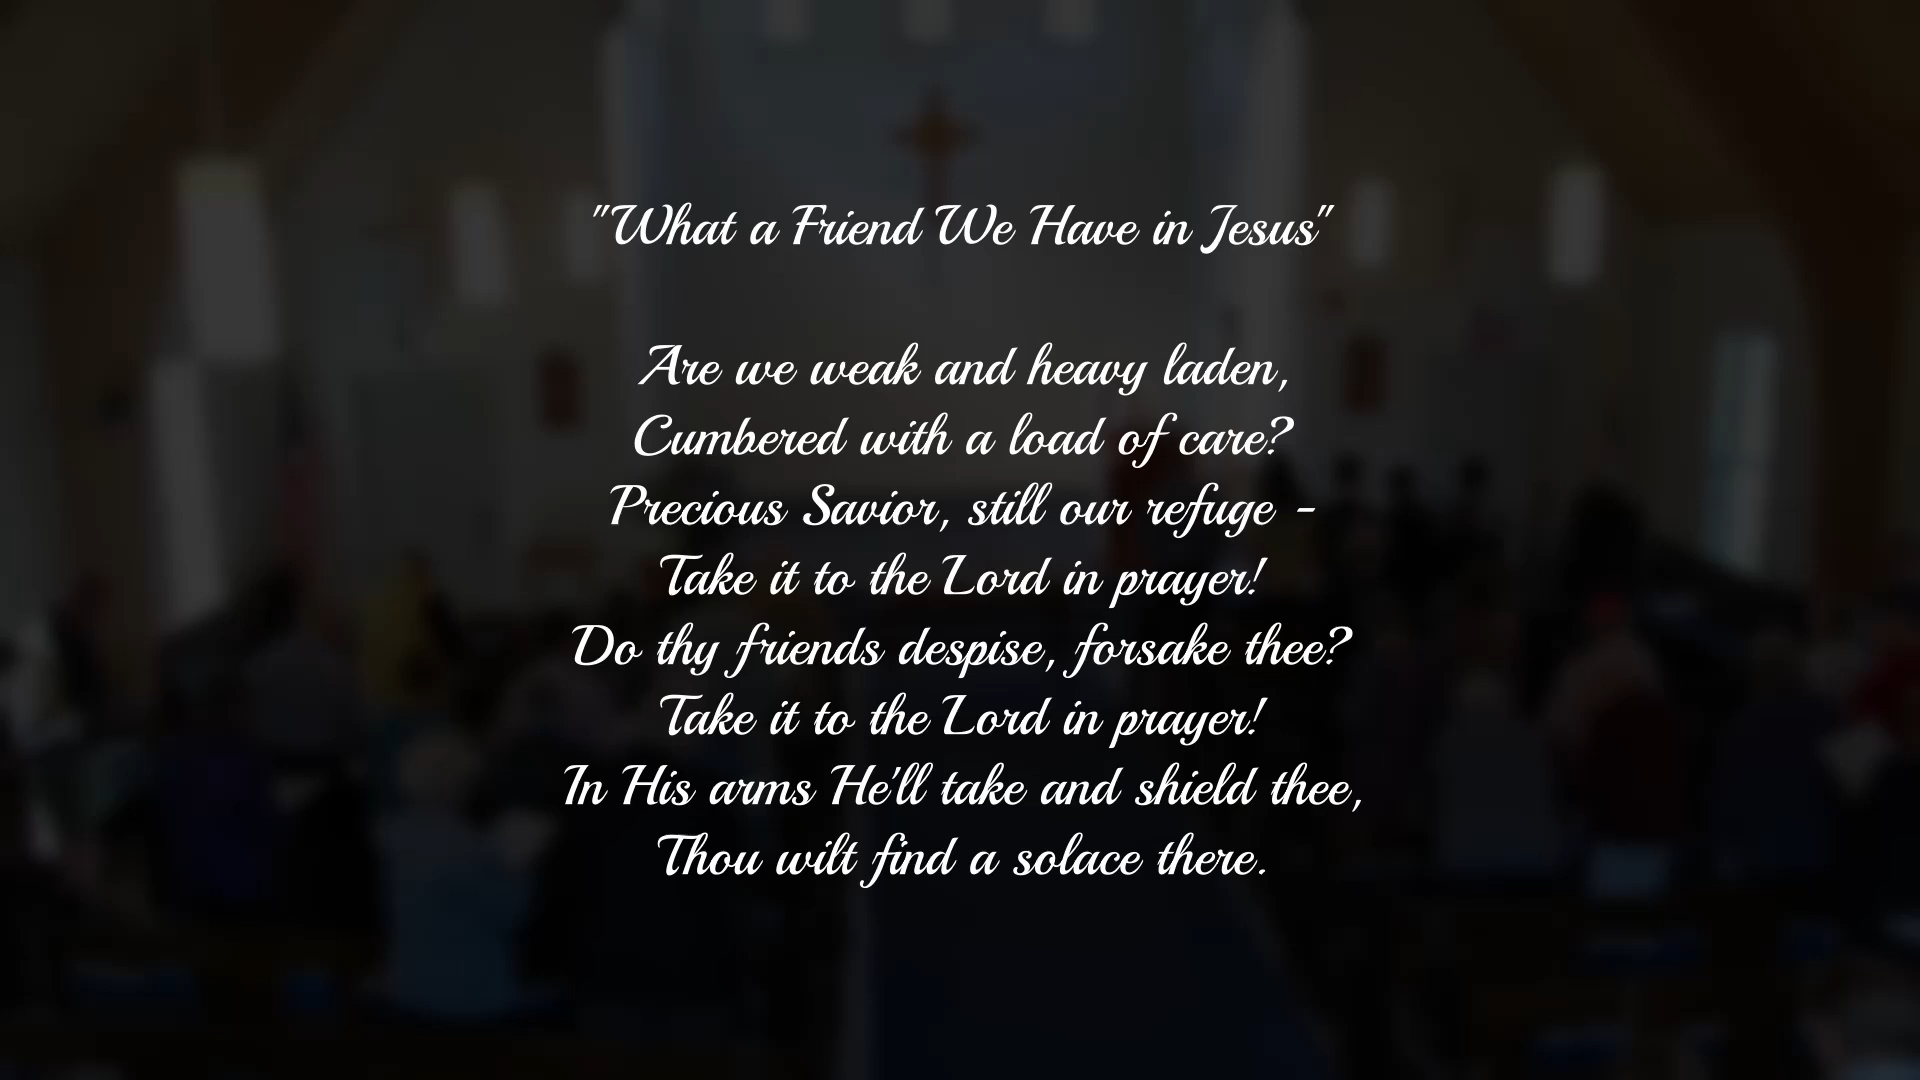 "What a Friend We Have in Jesus"
Are we weak and heavy laden,
Cumbered with a load of care?
Precious Savior, still our refuge -
Take it to the Lord in prayer!
Do thy friends despise, forsake thee?
Take it to the Lord in prayer!
In His arms He'll take and shield thee,
Thou wilt find a solace there.